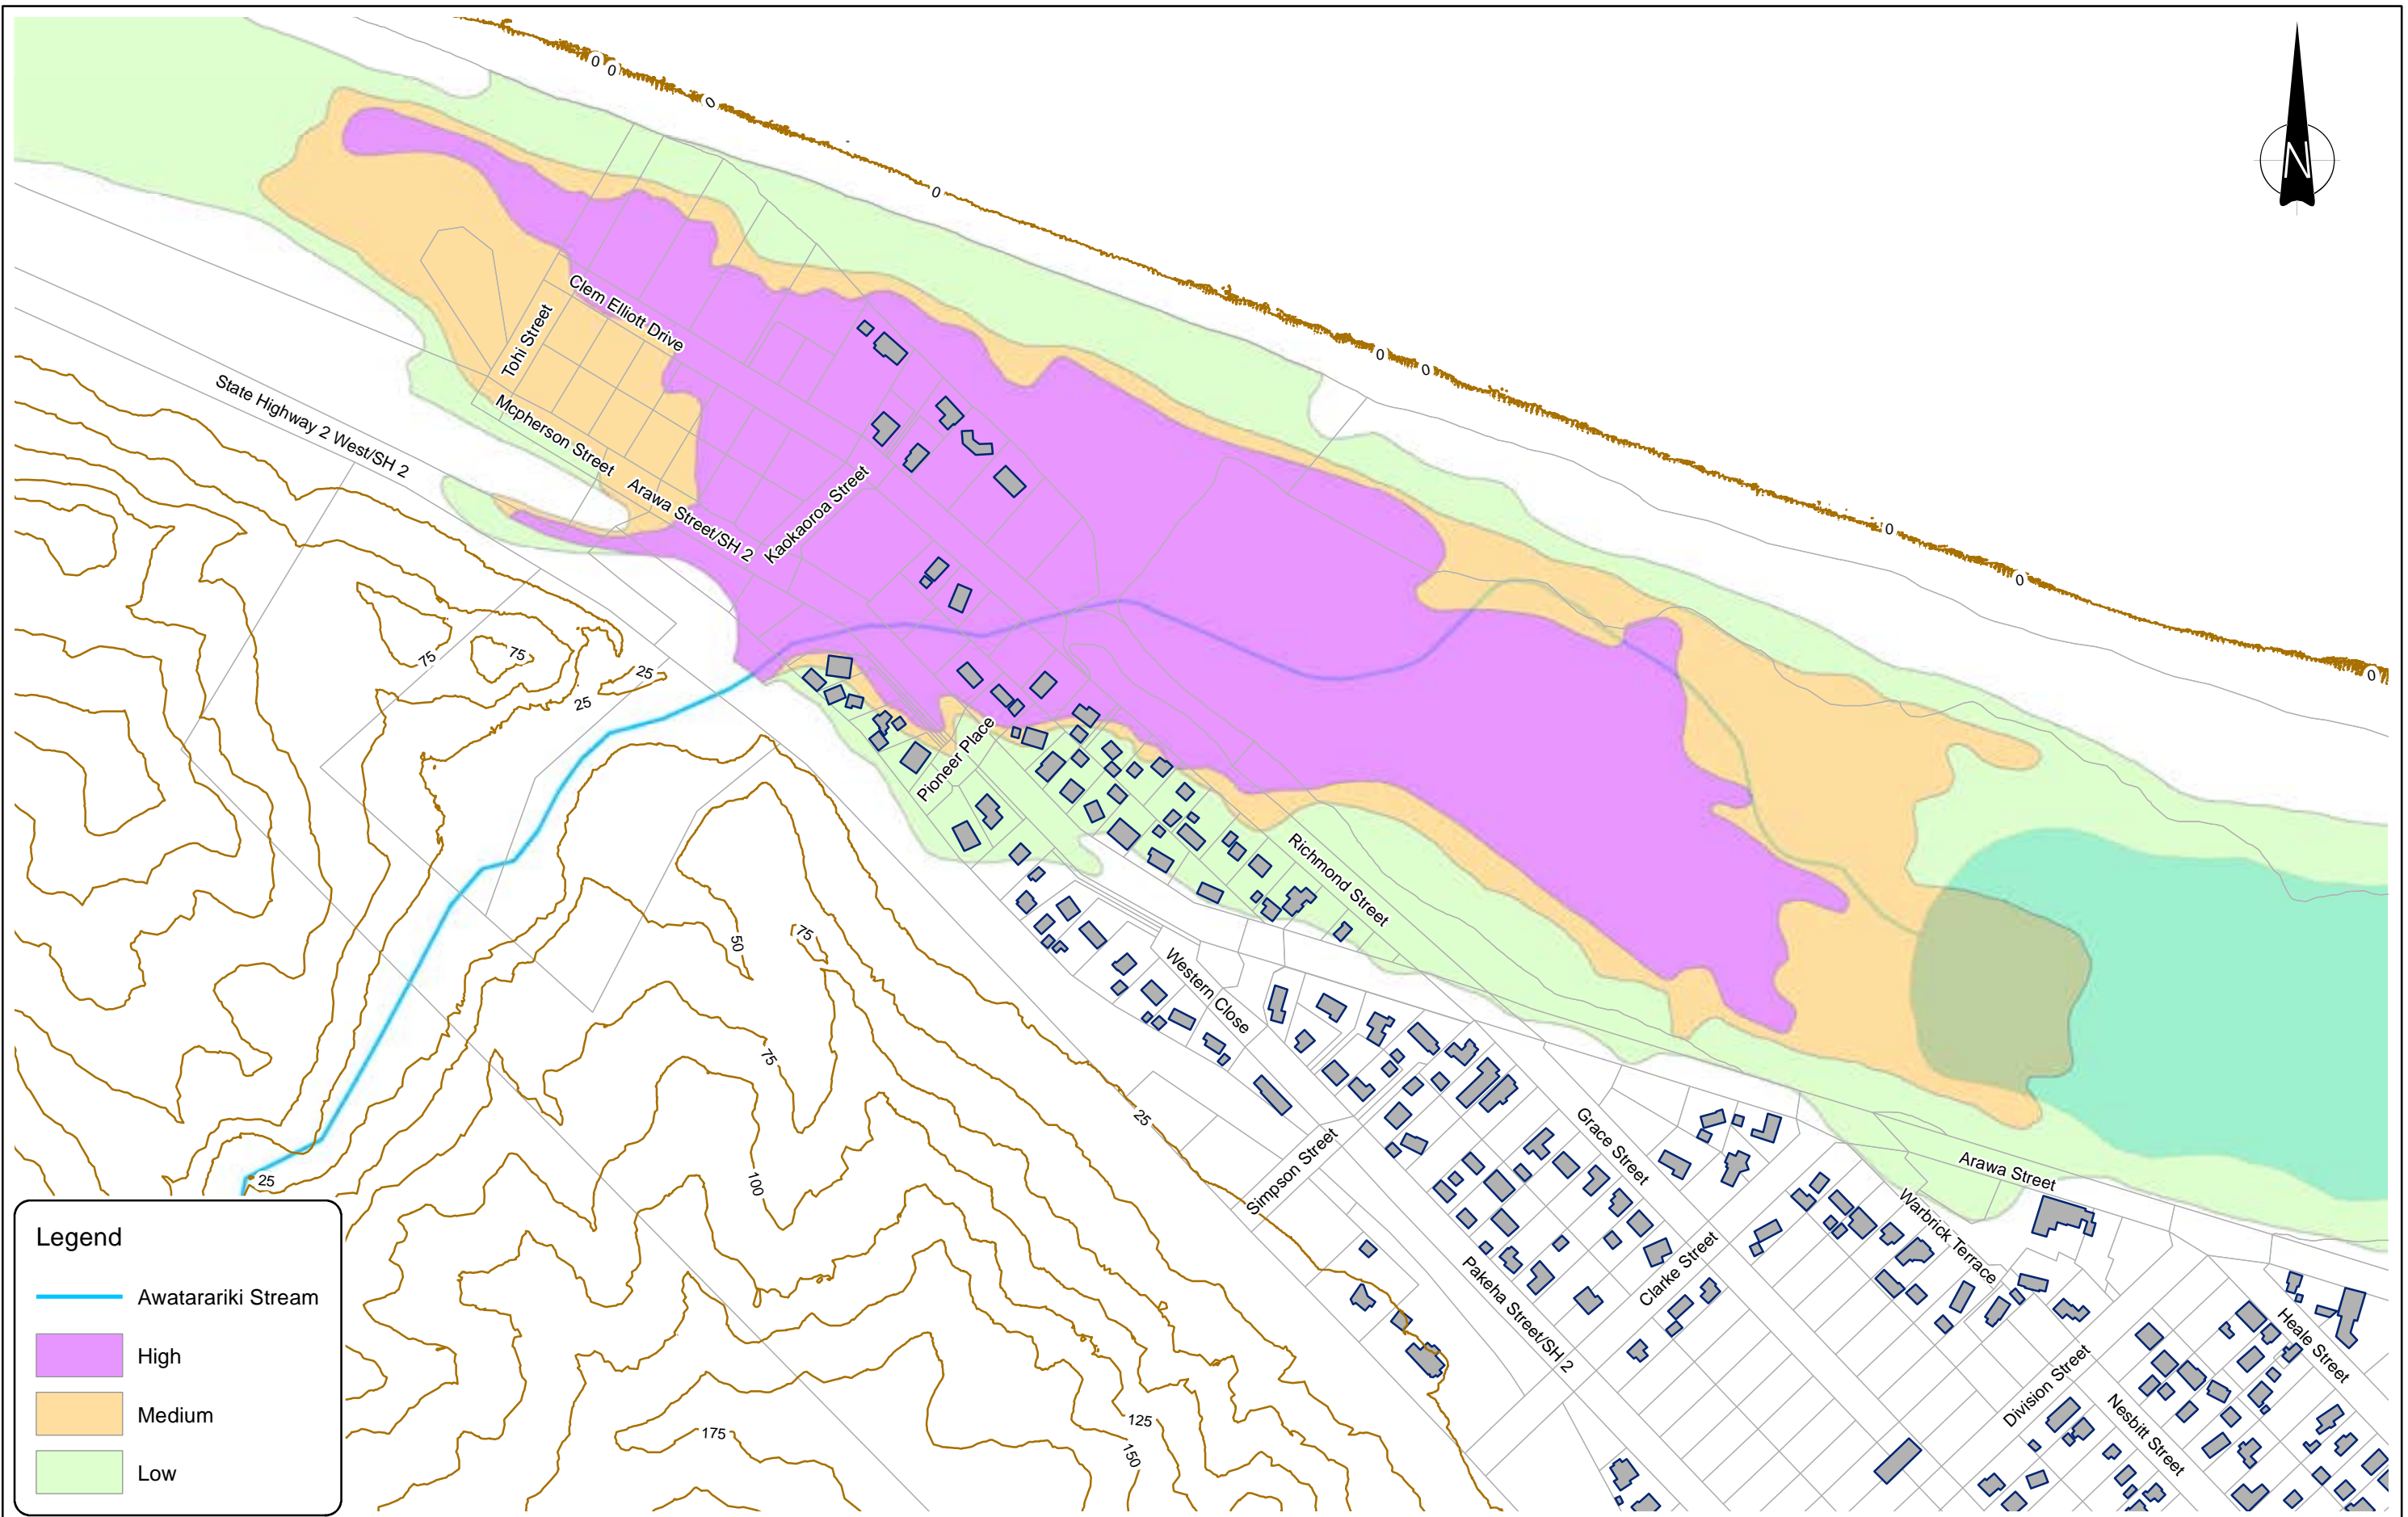 0 0
0
0
N
Clem Elliott Drive
Tohi Street
0
0
State Highway 2 West/SH 2
Mcpherson Street
Arawa Street/SH 2
Kaokaoroa Street
0
0
75
75
25
25
0
Pioneer Place
Richmond Street
50
75
Western Close
75
25
100
Simpson Street
Grace Street
Arawa Street
25
Warbrick Terrace
Clarke Street
Pakeha Street/SH 2
Heale Street
Division Street
Nesbitt Street
125
150
175
Legend
Awatarariki Stream
High
Medium
Low